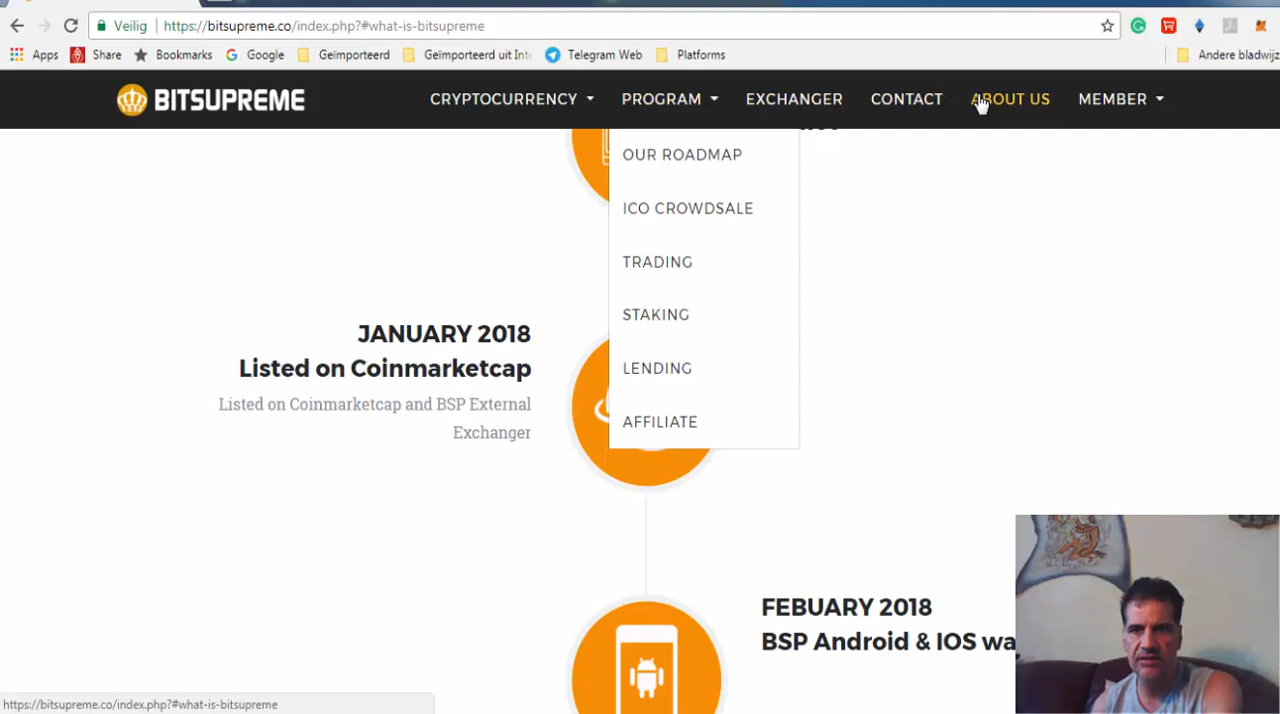 Veilig https://bitsupreme.co/index.php?#what-is-bitsupreme
Apps Share Bookmarks Google Geïmporteerd Geïmporteerd uit Int Telegram Web Platforms Andere bladwijz
BITSUPREME CRYPTOCURRENCY PROGRAM EXCHANGER CONTACT ABOUT US MEMBER
OUR ROADMAP
ICO CROWDSALE
TRADING
STAKING
LENDING
AFFILIATE
JANUARY 2018
Listed on Coinmarketcap
Listed on Coinmarketcap and BSP External
Exchanger
FEBUARY 2018
BSP Android & IOS wa
https://bitsupreme.co/index.php?#what-is-bitsupreme